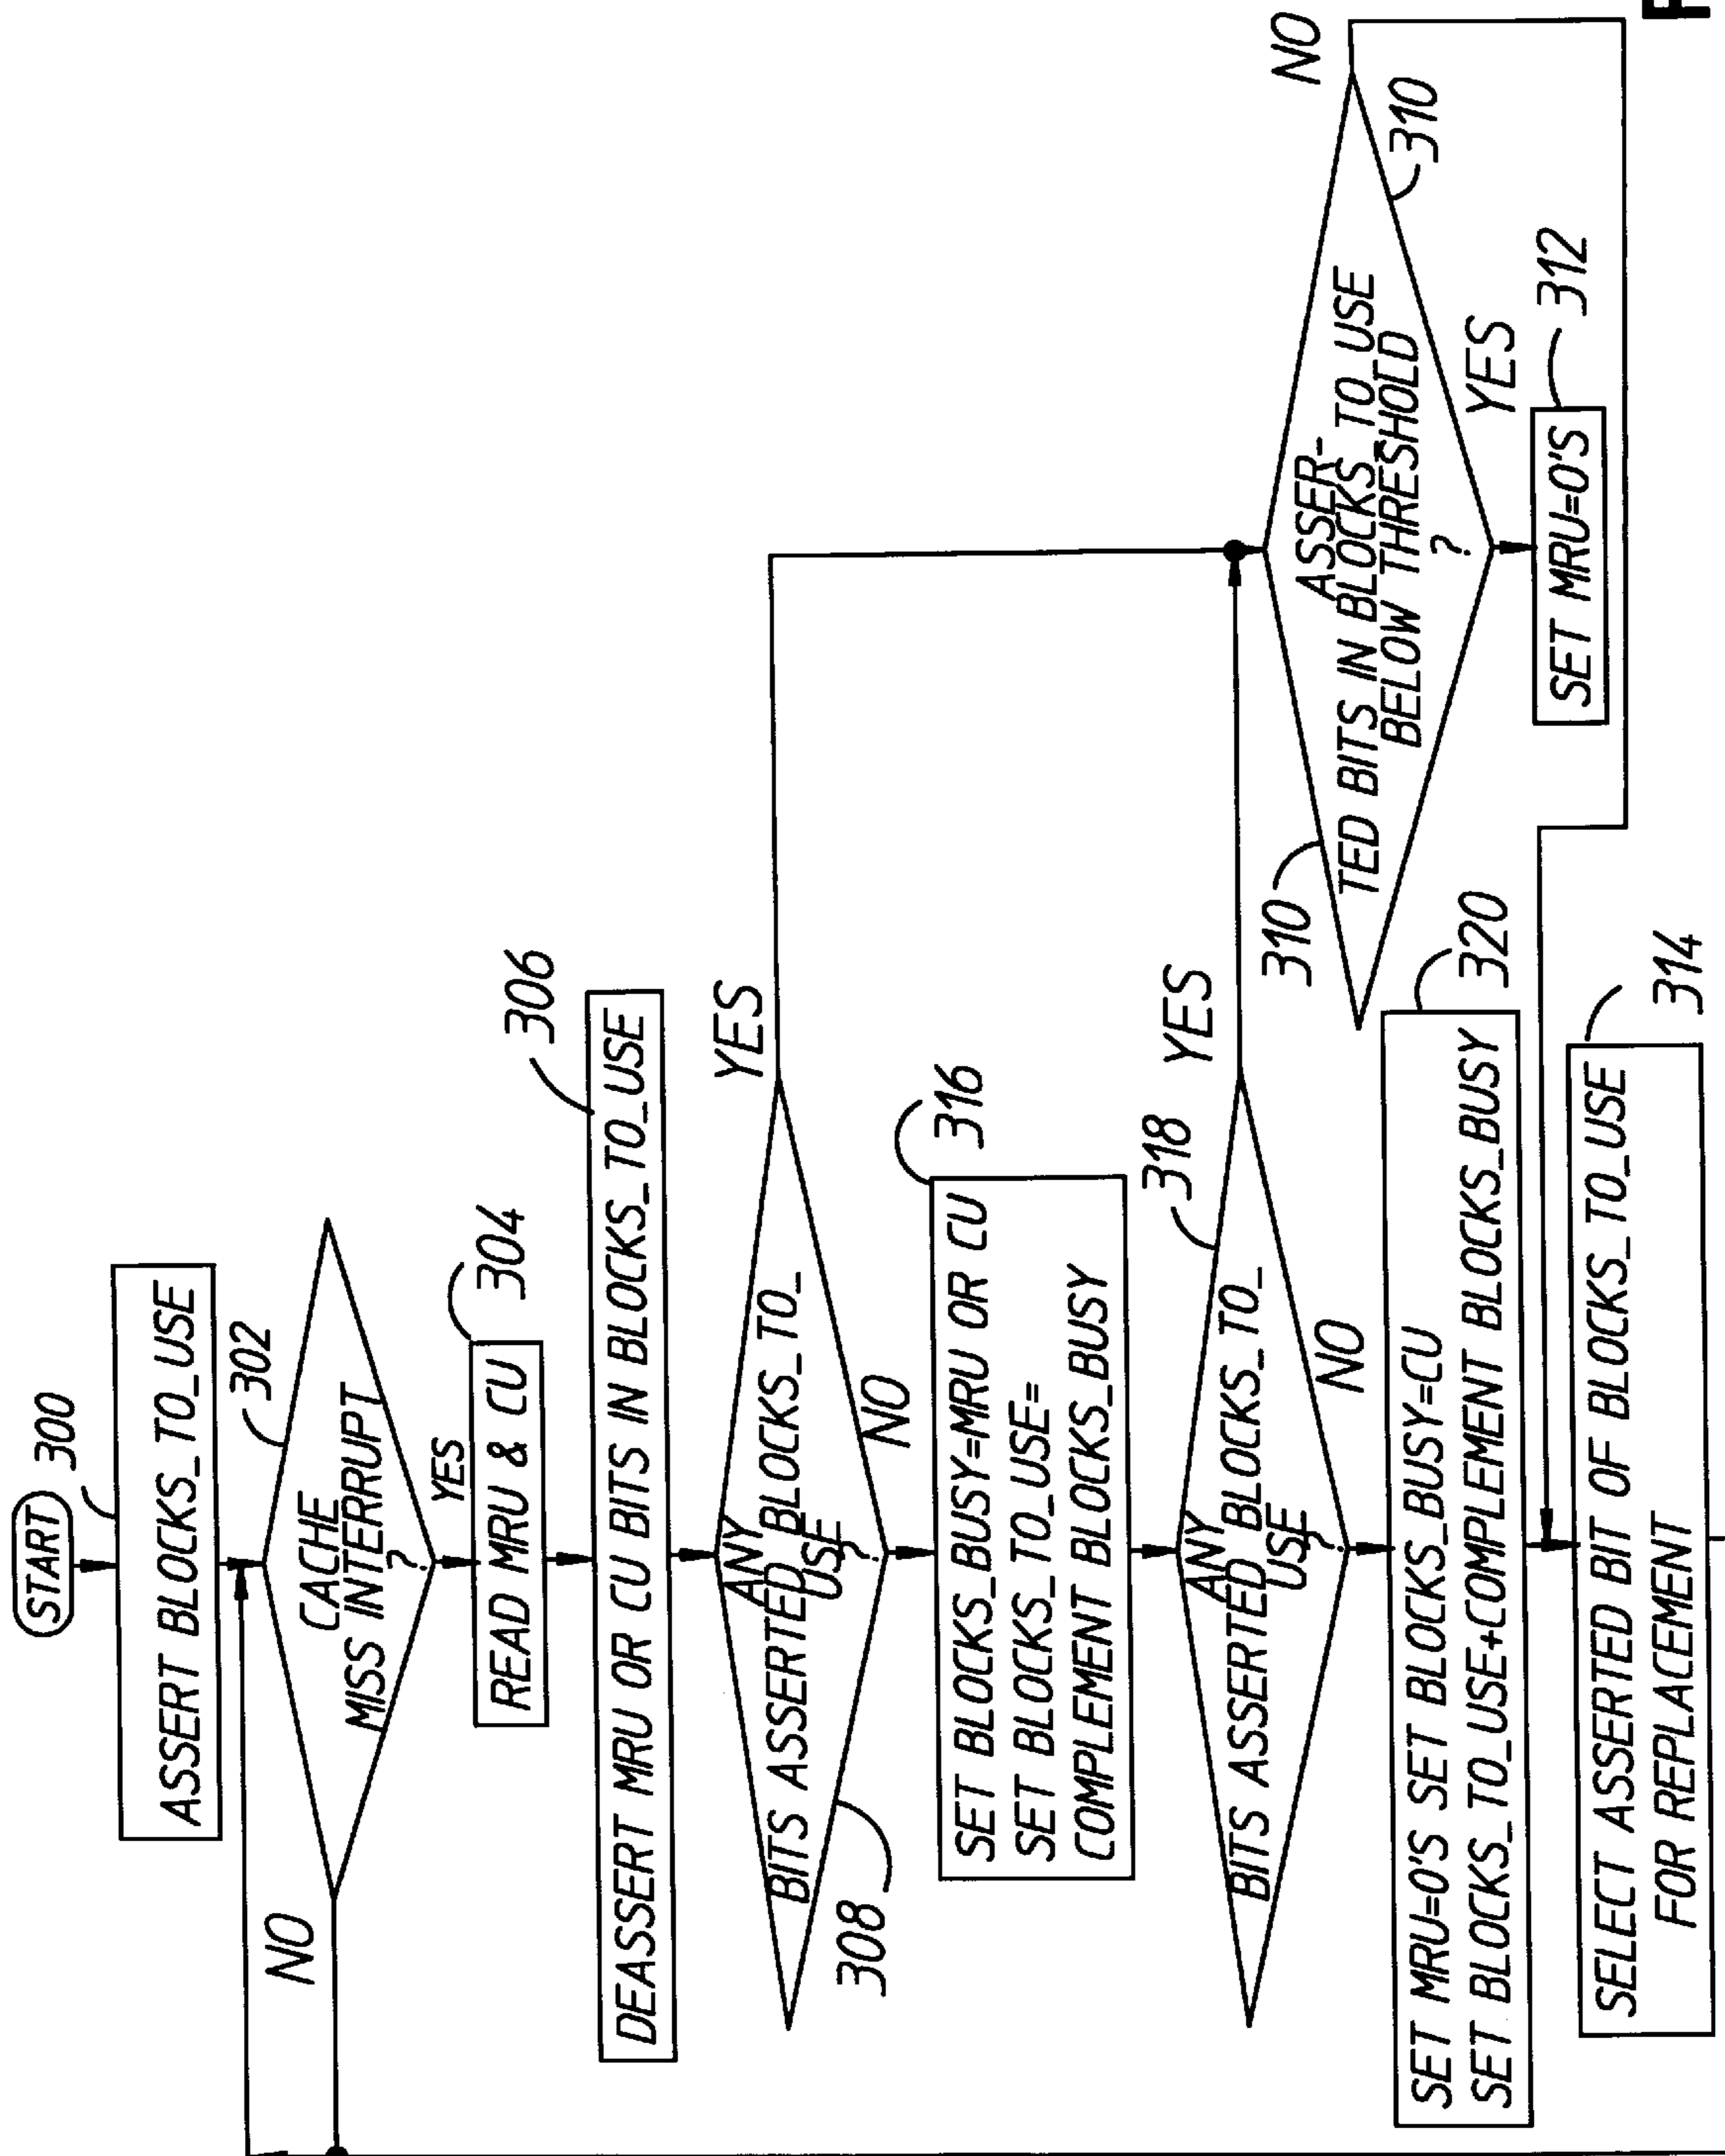 START
300
ASSERT BLOCKS_TO_USE
302
CACHE
MISS INTERRUPT
?
NO
YES
304
READ MRU & CU
306
DEASSERT MRU OR CU BITS IN BLOCKS_TO_USE
ANY
BITS ASSERTED BLOCKS_TO_
USE
?
308
YES
NO
316
SET BLOCKS_BUSY=MRU OR CU
SET BLOCKS_TO_USE=
COMPLEMENT BLOCKS_BUSY
318
ANY
BITS ASSERTED BLOCKS_TO_
USE
?
YES
NO
310
ASSER-
TED BITS IN BLOCKS_TO_USE
BELOW THRESHOLD
?
310
NO
YES
312
SET MRU=0'S
320
SET MRU=0'S SET BLOCKS_BUSY=CU
SET BLOCKS_TO_USE+COMPLEMENT BLOCKS_BUSY
314
SELECT ASSERTED BIT OF BLOCKS_TO_USE
FOR REPLACEMENT